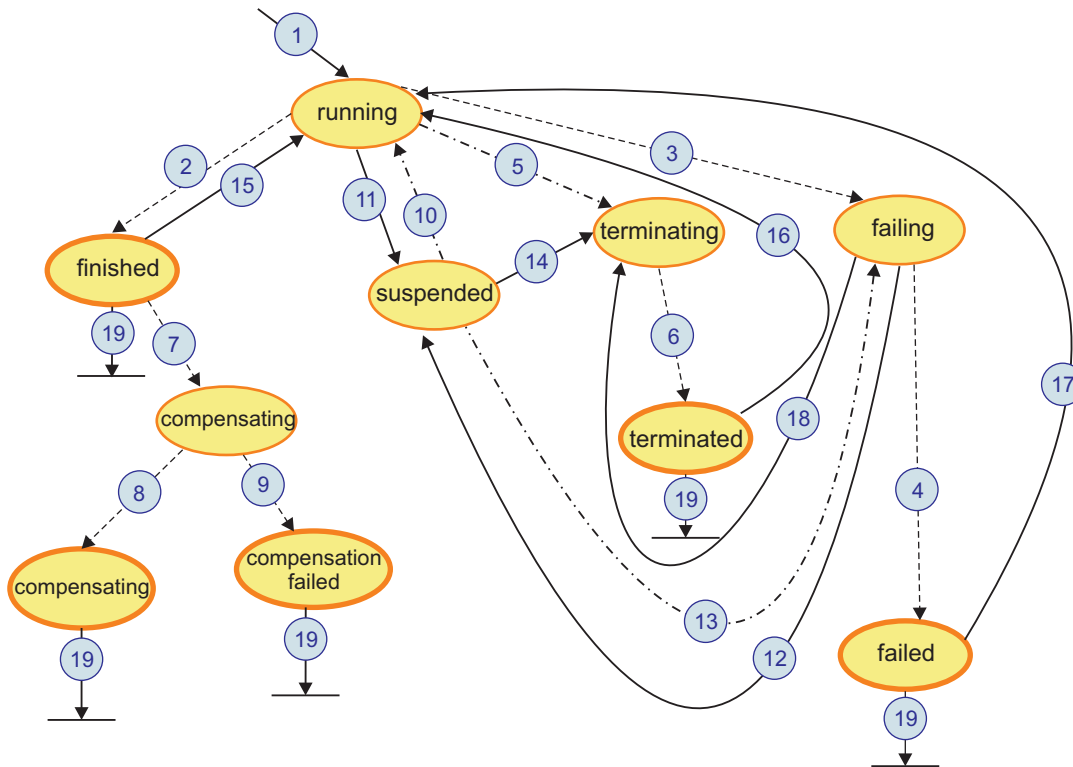 1
running
2
15
11
10
5
3
finished
suspended
terminating
failing
14
16
19
7
6
compensating
terminated
18
17
8
9
19
4
compensating
compensation
failed
13
12
failed
19
19
19